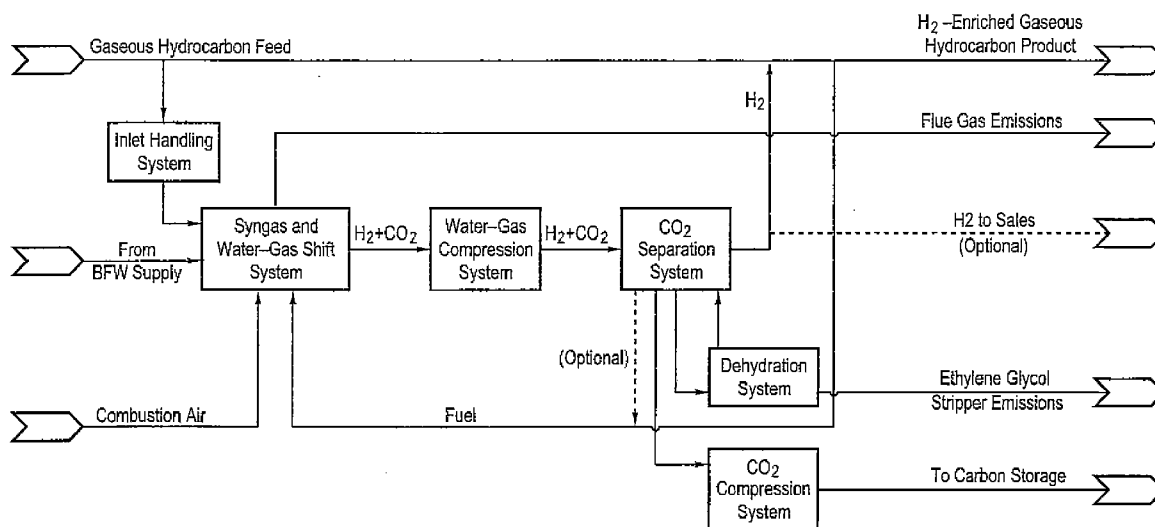 Gaseous Hydrocarbon Feed
H2 –Enriched Gaseous
Hydrocarbon Product
H2
Inlet Handling
System
Flue Gas Emissions
Syngas and
Water–Gas Shift
System
H2+CO2
Water–Gas
Compression
System
H2+CO2
CO2
Separation
System
H2 to Sales
(Optional)
From
BFW Supply
(Optional)
Dehydration
System
Ethylene Glycol
Stripper Emissions
Combustion Air
Fuel
CO2
Compression
System
To Carbon Storage